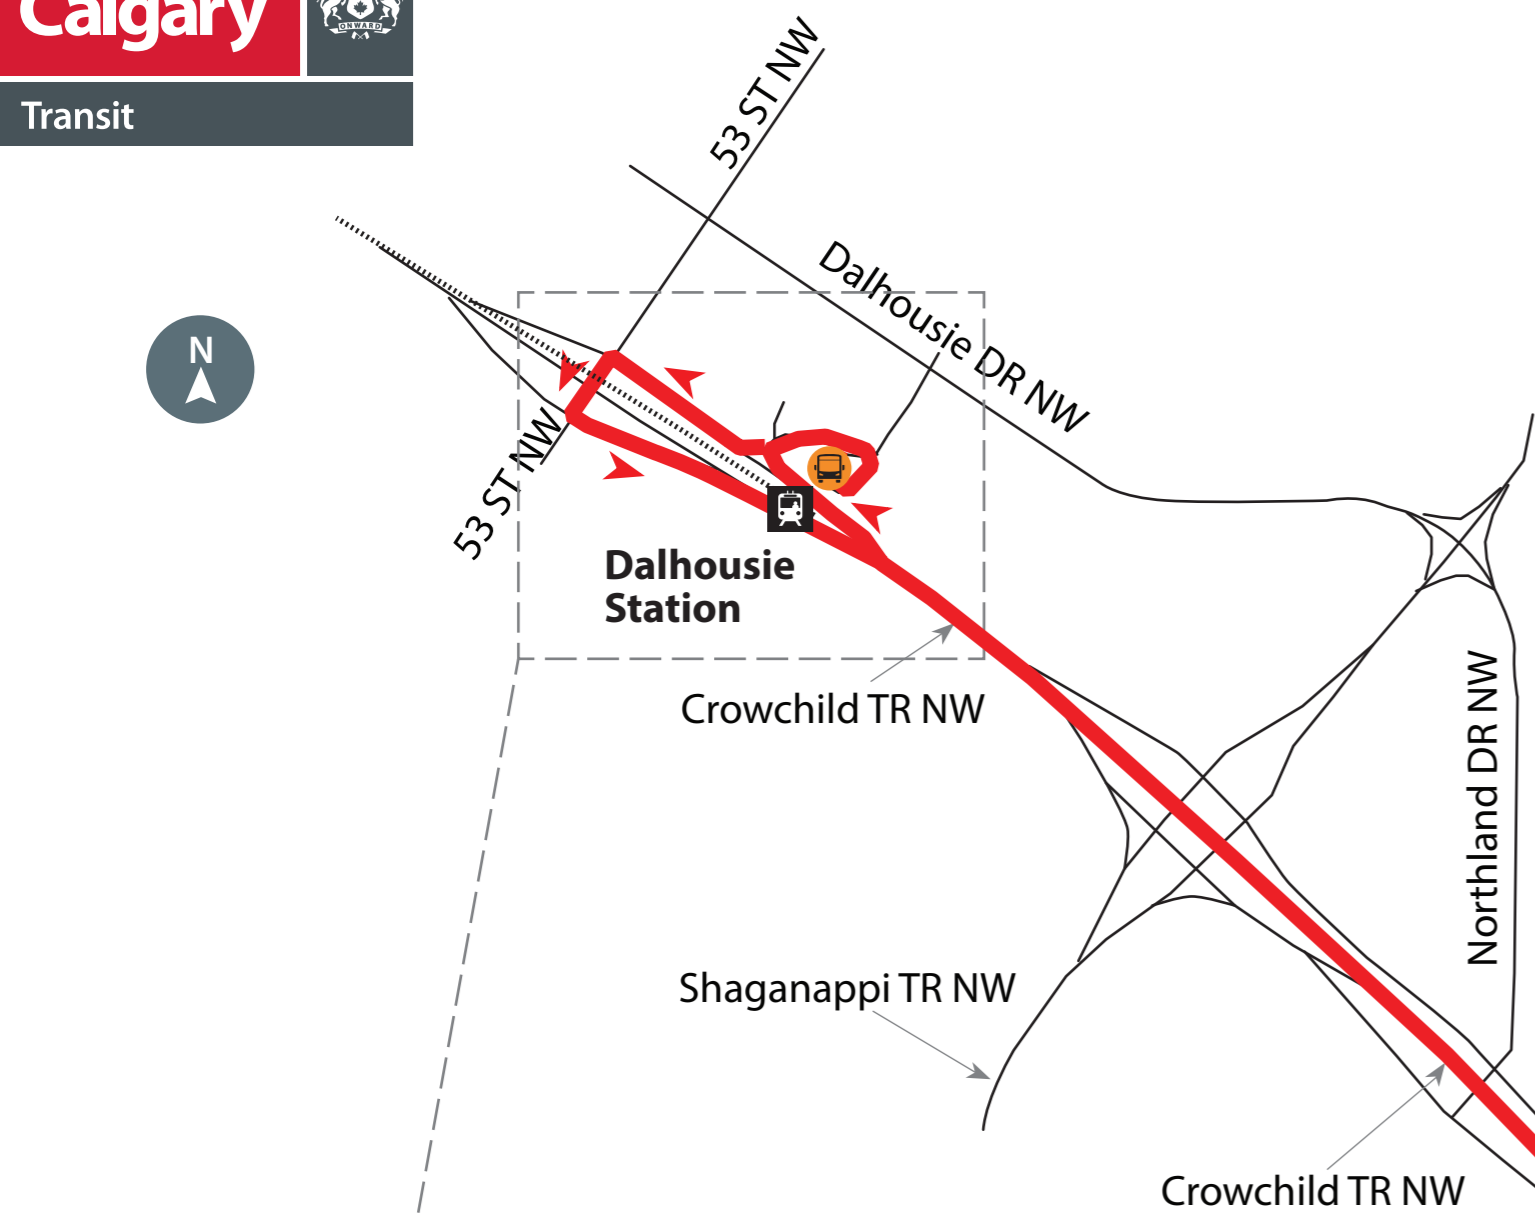 Calgary
ONWARD
Transit
53 ST NW
Dalhousie DR NW
N
53 ST NW
Dalhousie
Station
Crowchild TR NW
Northland DR NW
Shaganappi TR NW
Crowchild TR NW